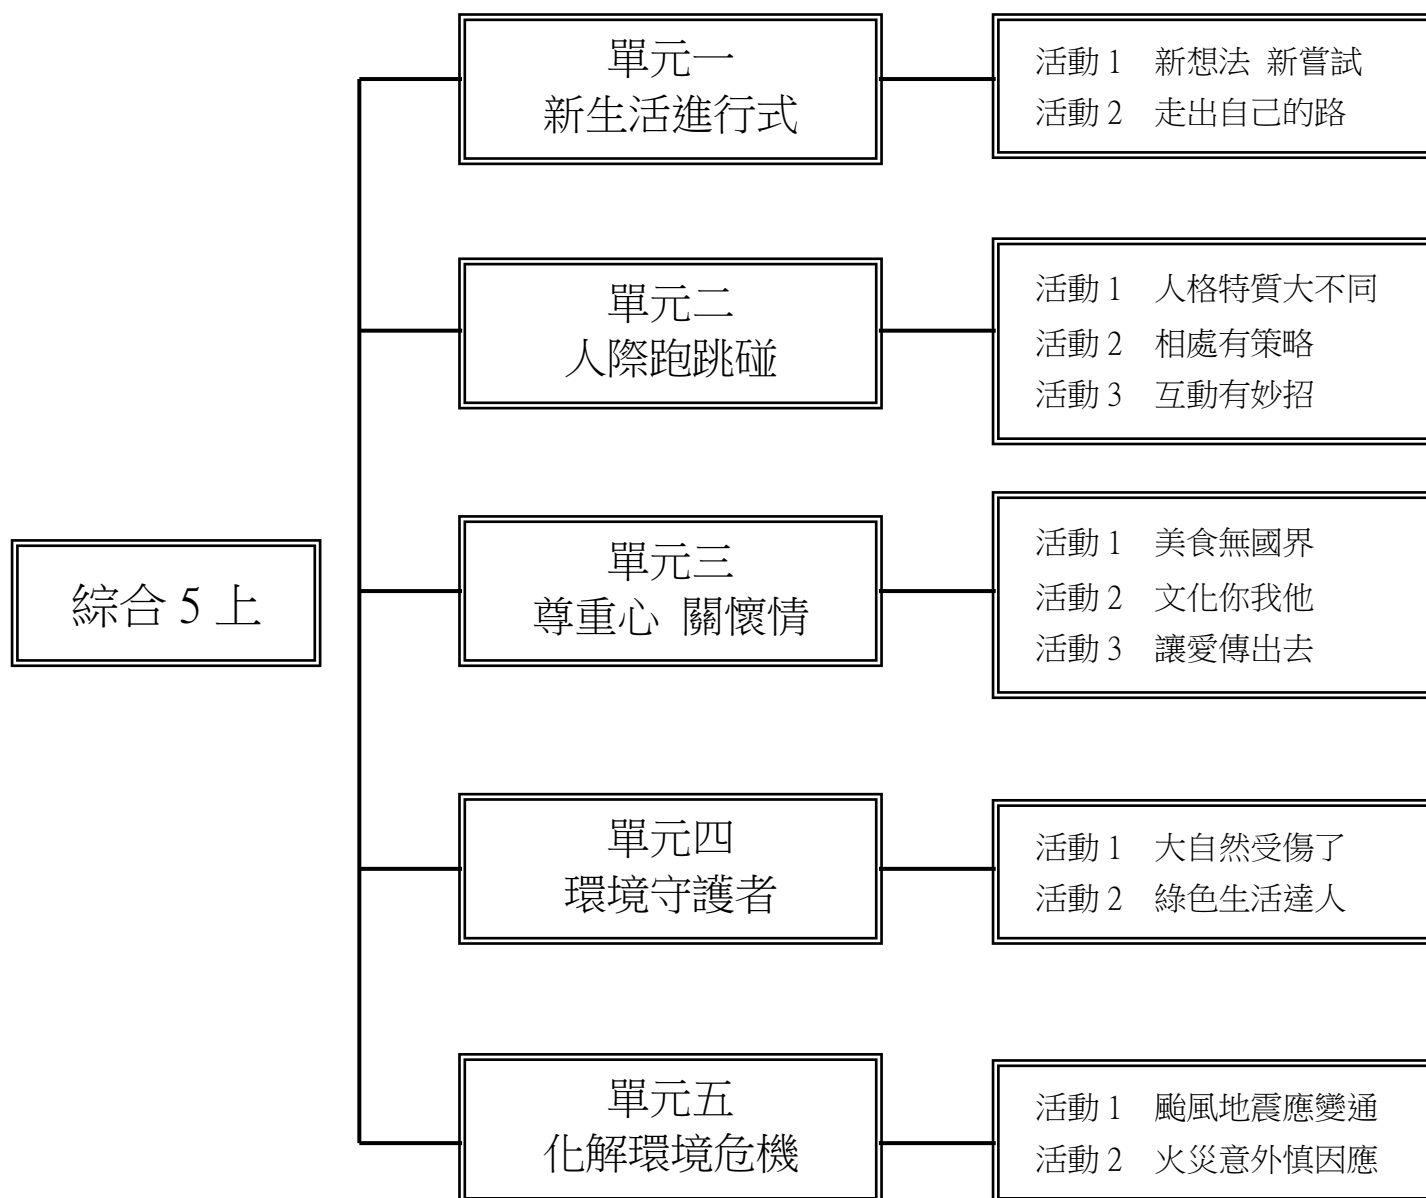 綜合 5 上
單元一
新生活進行式
活動 1 新想法 新嘗試
活動 2 走出自己的路
單元二
人際跑跳碰
活動 1 人格特質大不同
活動 2 相處有策略
活動 3 互動有妙招
單元三
尊重心 關懷情
活動 1 美食無國界
活動 2 文化你我他
活動 3 讓愛傳出去
單元四
環境守護者
活動 1 大自然受傷了
活動 2 綠色生活達人
單元五
化解環境危機
活動 1 颱風地震應變通
活動 2 火災意外慎因應